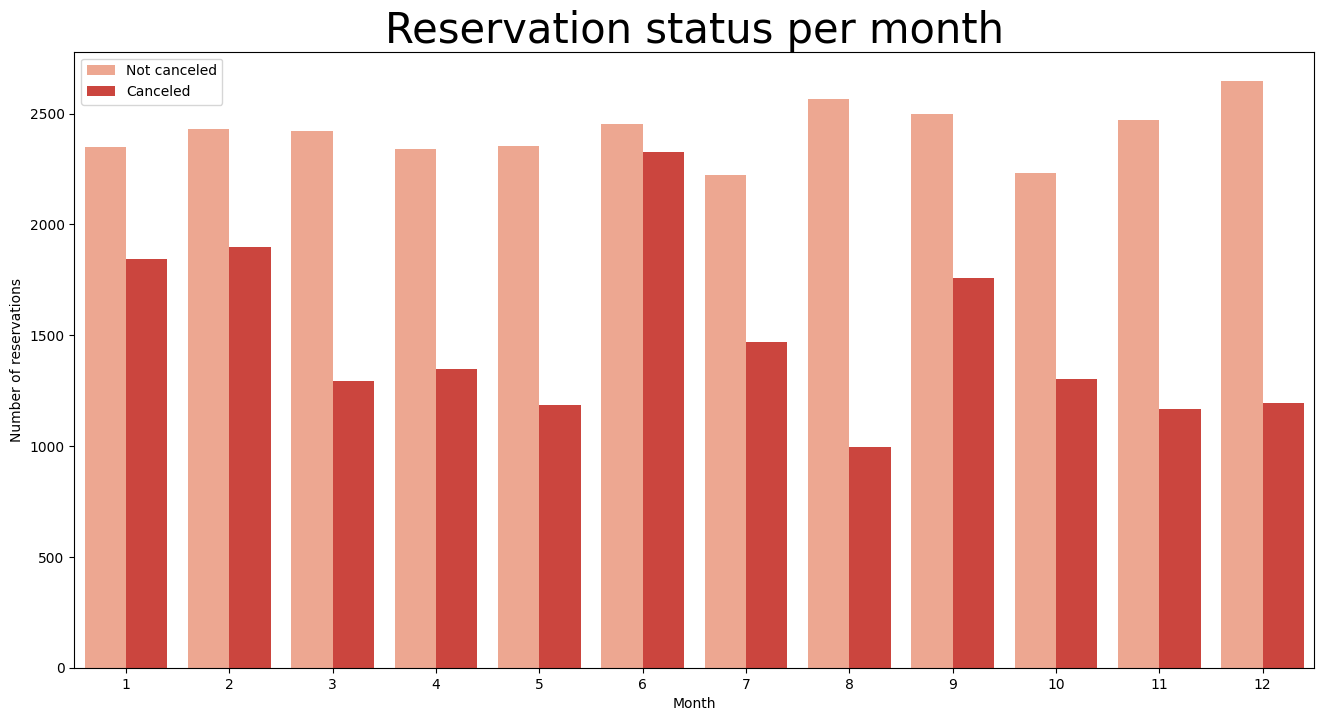 Reservation status per month
Not canceled
Canceled
Number of reservations
2500
2000
1500
1000
500
0
1 2 3 4 5 6 7 8 9 10 11 12
Month